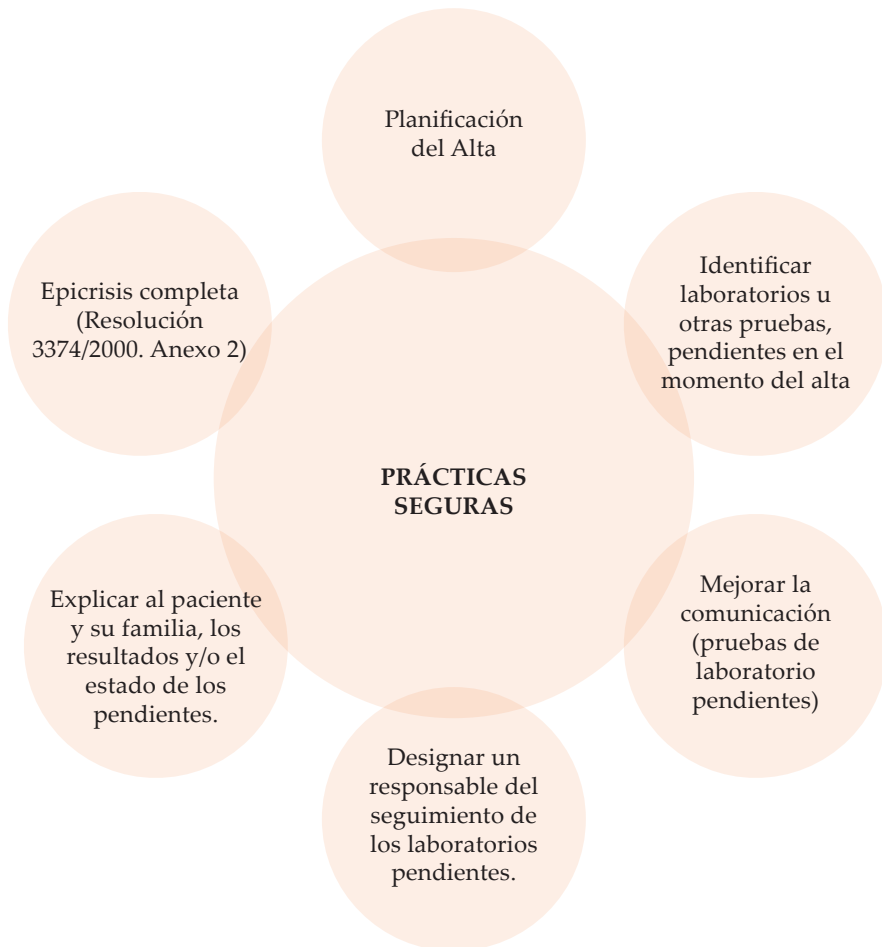 Planificación
del Alta
Identificar
laboratorios u
otras pruebas,
pendientes en el
momento del alta
Mejorar la
comunicación
(pruebas de
laboratorio
pendientes)
Designar un
responsable del
seguimiento de
los laboratorios
pendientes.
Explicar al paciente
y su familia, los
resultados y/o el
estado de los
pendientes.
Epicrisis completa
(Resolución
3374/2000. Anexo 2)
PRÁCTICAS
SEGURAS